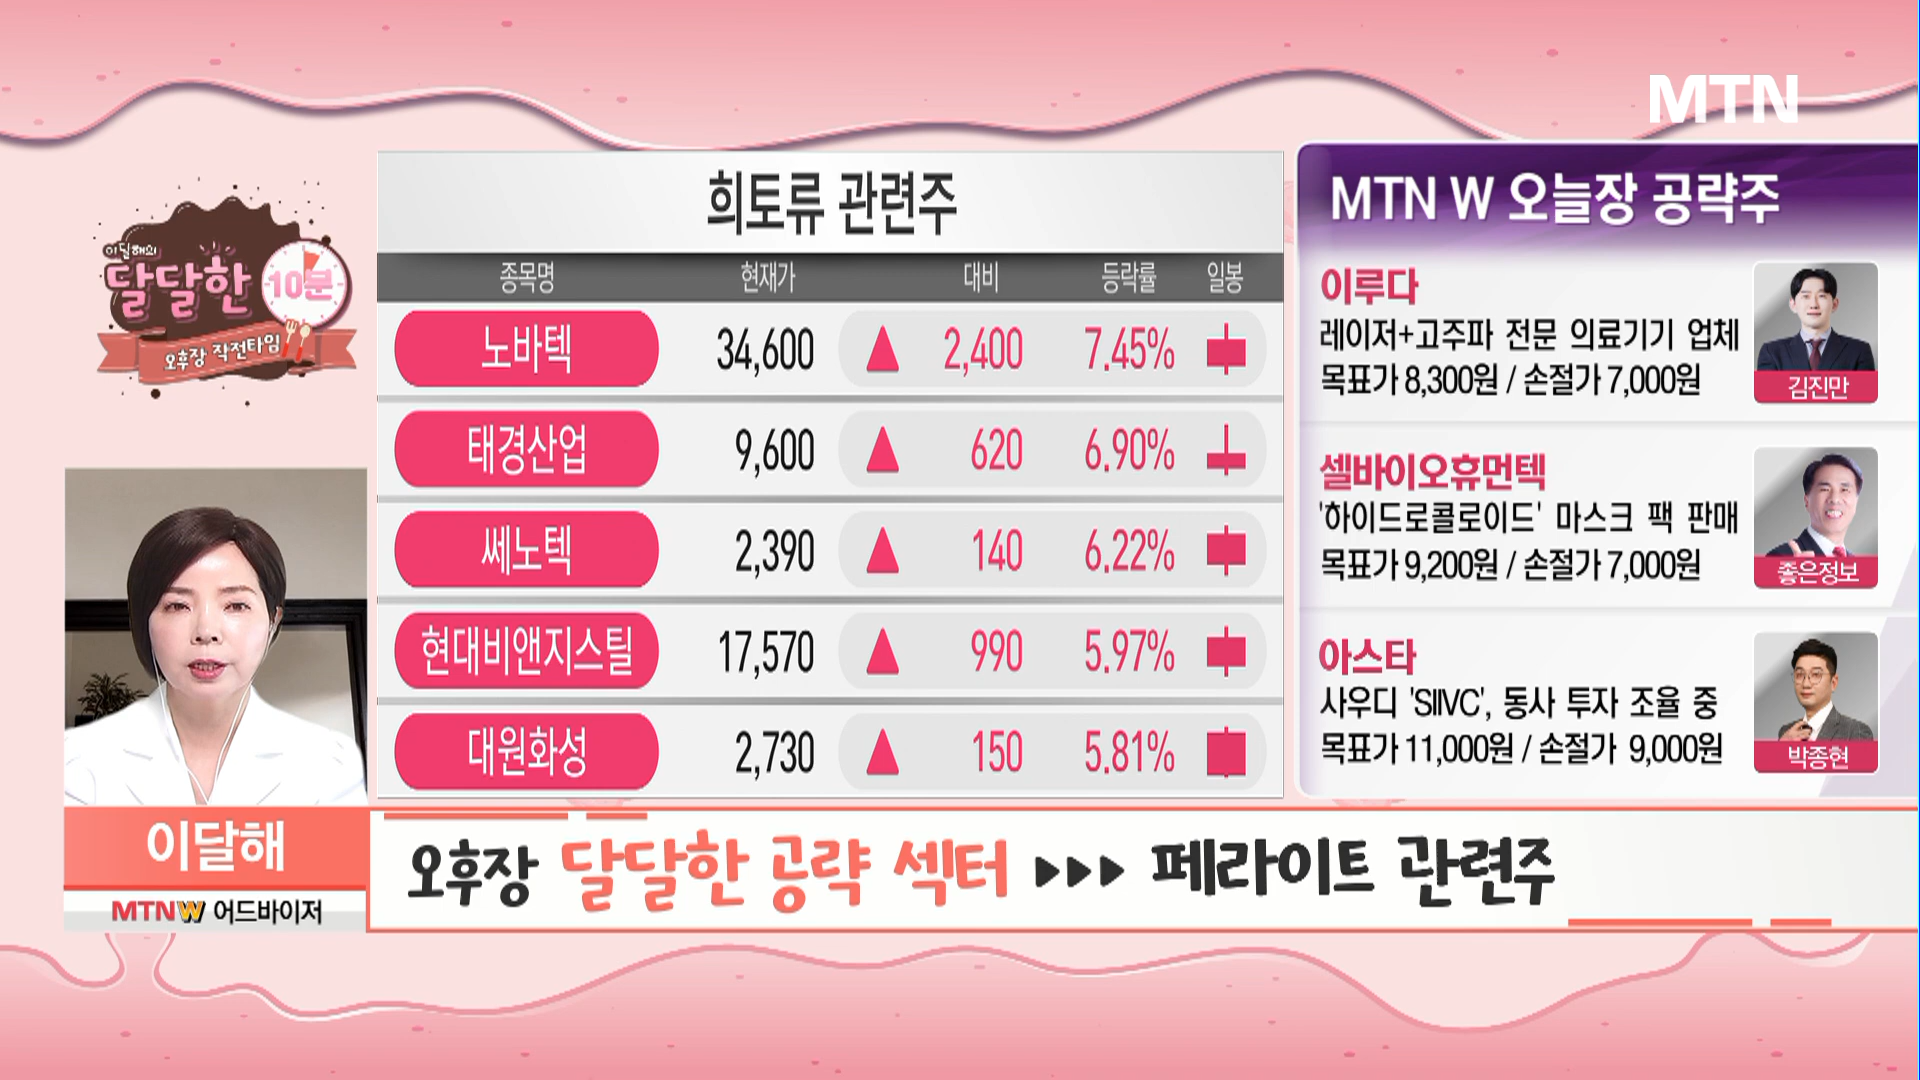 MTN
이달해의
달달한 10분
오후장 작전타임
희토류 관련주
종목명 현재가 대비 등락률 일봉
노바텍 34,600 ▲ 2,400 7.45%
태경산업 9,600 ▲ 620 6.90%
쎄노텍 2,390 ▲ 140 6.22%
현대비앤지스틸 17,570 ▲ 990 5.97%
대원화성 2,730 ▲ 150 5.81%
MTN W 오늘장 공략주
이루다
레이저+고주파 전문 의료기기 업체
목표가 8,300원 / 손절가 7,000원
김진만
셀바이오휴먼텍
'하이드로콜로이드' 마스크 팩 판매
목표가 9,200원 / 손절가 7,000원
좋은정보
아스타
사우디 'SIIVC', 동사 투자 조율 중
목표가 11,000원 / 손절가 9,000원
박종현
이달해
MTNW 어드바이저
오후장 달달한 공략 섹터 ▶▶▶ 페라이트 관련주